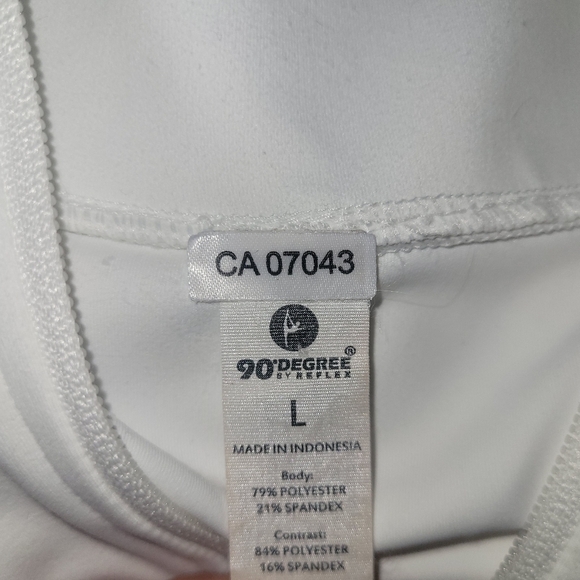 CA 07043
90°DEGREE®
BY REFLEX
L
MADE IN INDONESIA
Body:
79% POLYESTER
21% SPANDEX
Contrast:
84% POLYESTER
16% SPANDEX